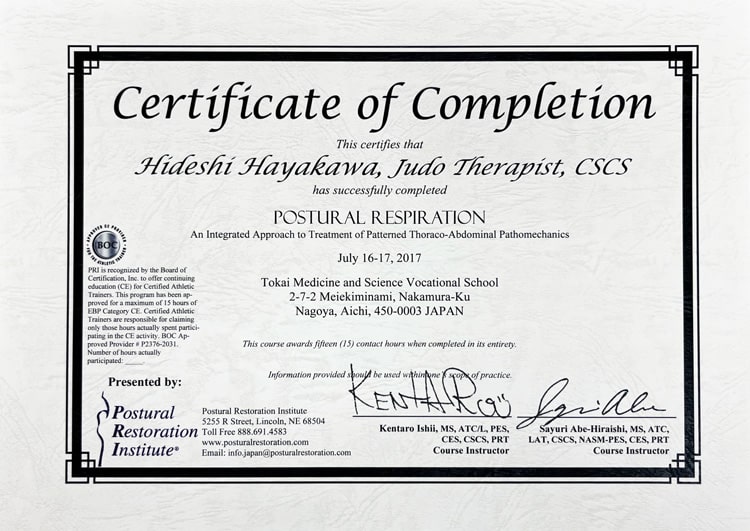 Certificate of Completion
This certifies that
Hideshi Hayakawa, Judo Therapist, CSCS
has successfully completed
POSTURAL RESPIRATION
An Integrated Approach to Treatment of Patterned Thoraco-Abdominal Pathomechanics
July 16-17, 2017
Tokai Medicine and Science Vocational School
2-7-2 Meiekiminami, Nakamura-Ku
Nagoya, Aichi, 450-0003 JAPAN
BOC
PRI is recognized by the Board of
Certification, Inc. to offer continuing
education (CE) for Certified Athletic
Trainers. This program has been ap-
proved for a maximum of 15 hours of
EBP Category CE. Certified Athletic
Trainers are responsible for claiming
only those hours actually spent partici-
pating in the CE activity. BOC Ap-
proved Provider # P2376-2031.
Number of hours actually
participated: _____.
This course awards fifteen (15) contact hours when completed in its entirety.
Information provided should be used within one's scope of practice.
Presented by:
Postural
Restoration
Institute®
Postural Restoration Institute
5255 R Street, Lincoln, NE 68504
Toll Free 888.691.4583
www.posturalrestoration.com
Email: info.japan@posturalrestoration.com
Kentaro Ishii, MS, ATC/L, PES,
CES, CSCS, PRT
Course Instructor
Sayuri Abe-Hiraishi, MS, ATC,
LAT, CSCS, NASM-PES, CES, PRT
Course Instructor